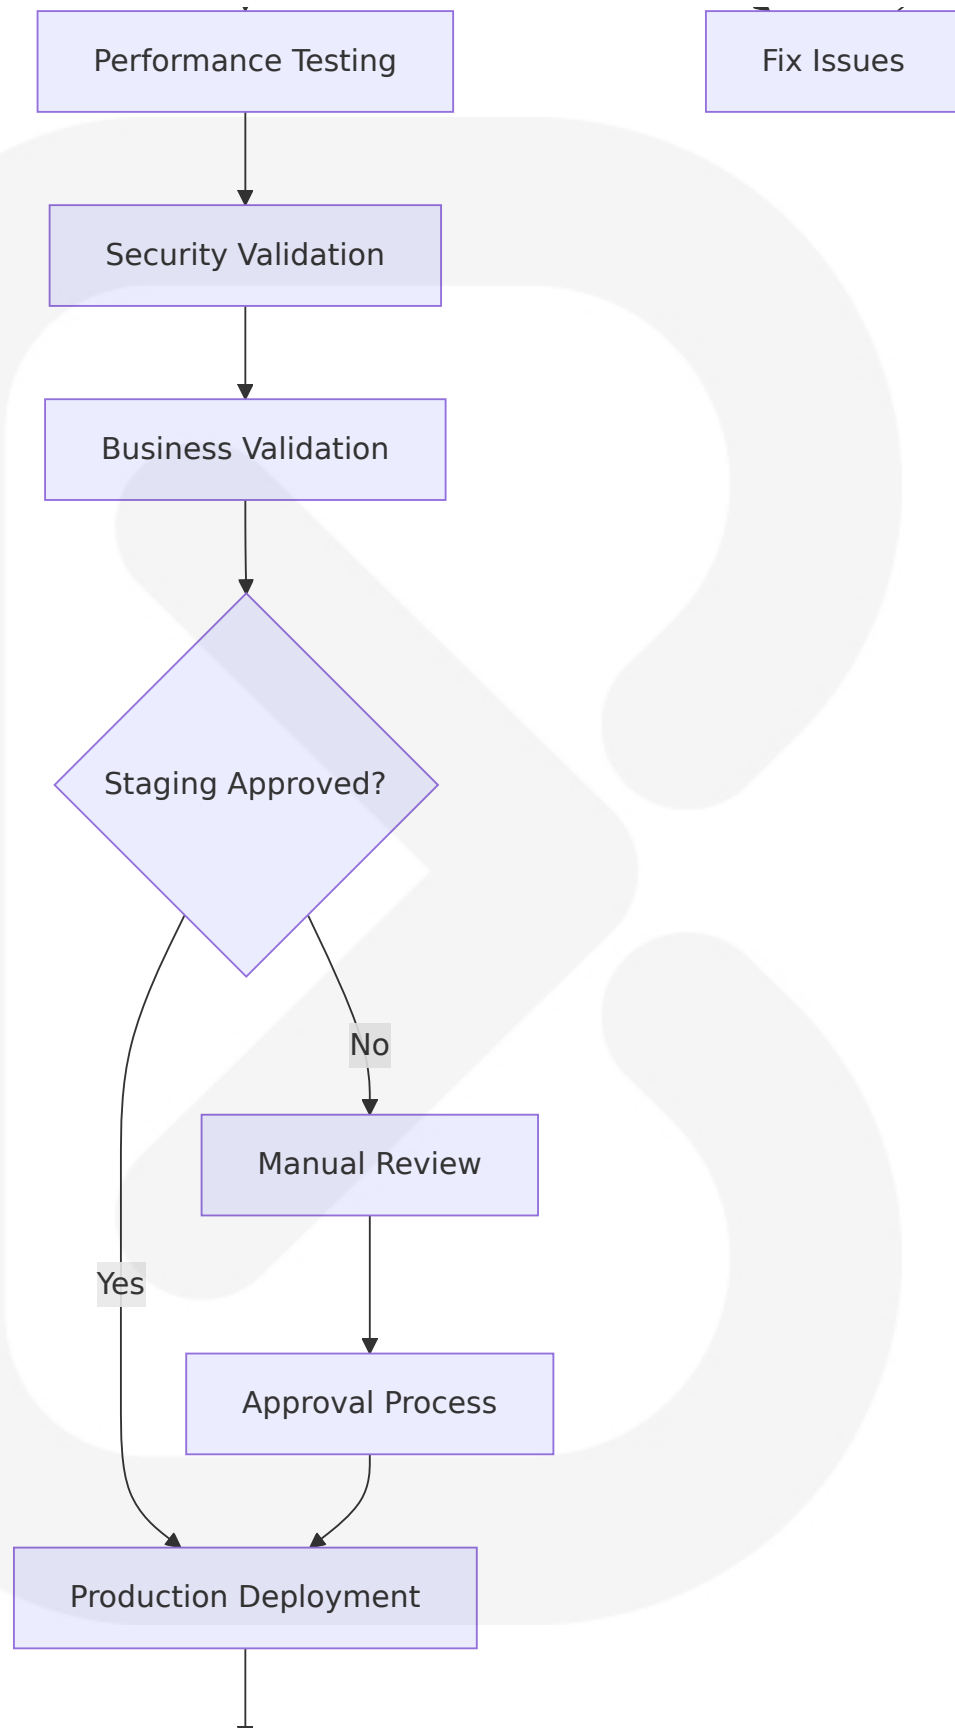 Performance Testing
Fix Issues
Security Validation
Business Validation
Staging Approved?
No
Manual Review
Yes
Approval Process
Production Deployment